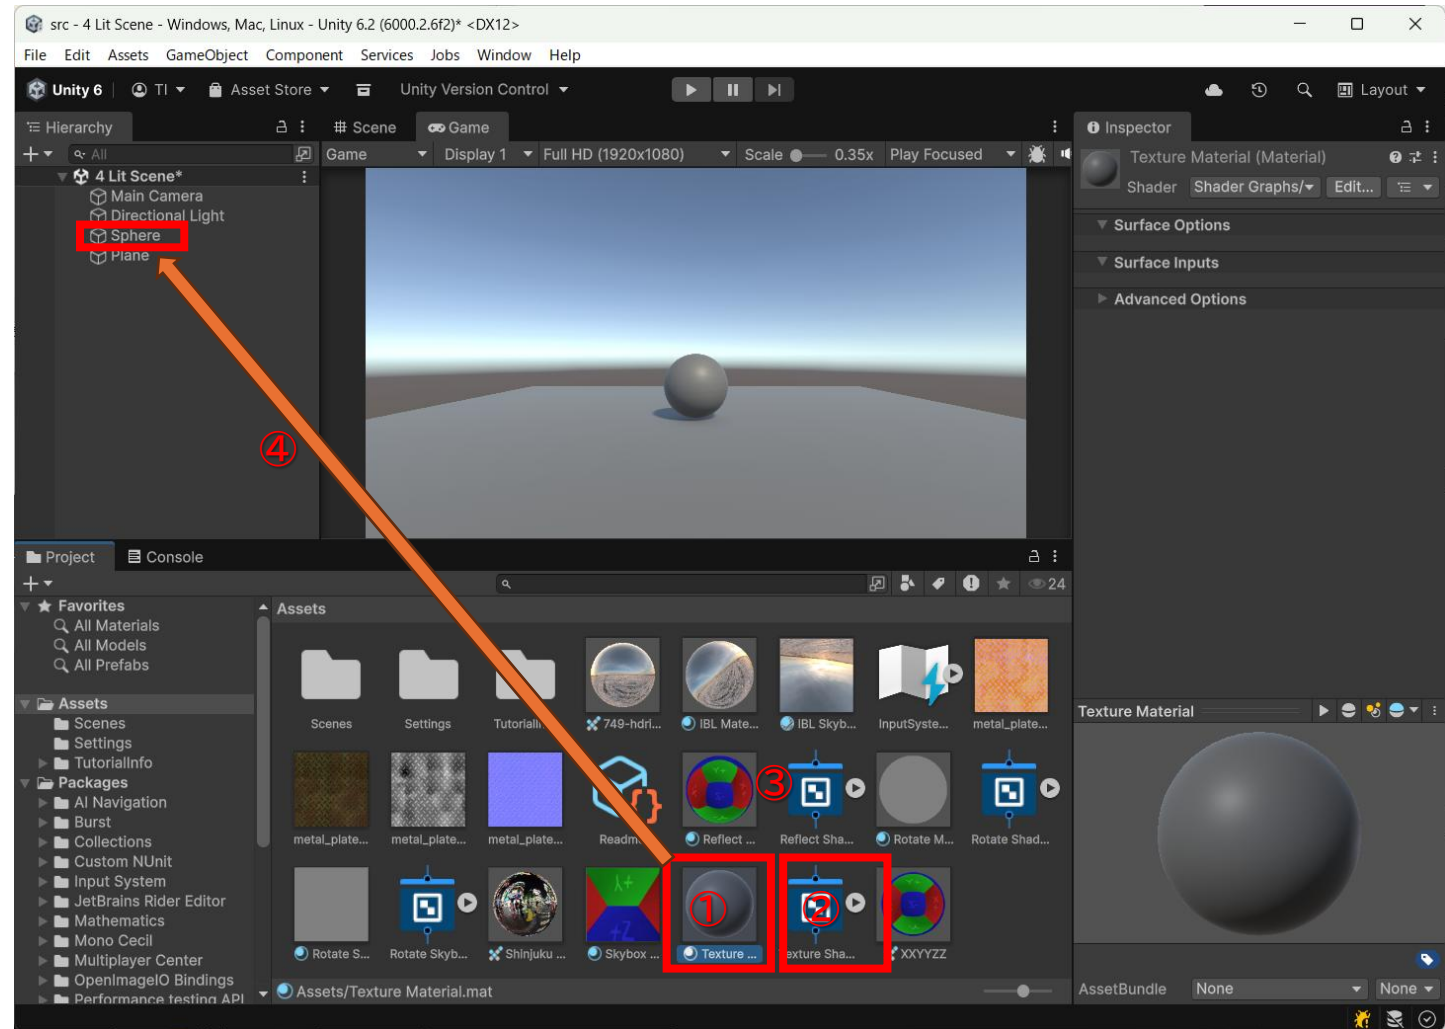 src - 4 Lit Scene - Windows, Mac, Linux - Unity 6.2 (6000.2.6f2)* <DX12>
File Edit Assets GameObject Component Services Jobs Window Help
Unity 6 TI Asset Store Unity Version Control Layout
Hierarchy
All
4 Lit Scene*
Main Camera
Directional Light
Sphere
Plane
# Scene Game
Game Display 1 Full HD (1920x1080) Scale 0.35x Play Focused
④
Inspector
Texture Material (Material)
Shader Shader Graphs/ Edit...
Surface Options
Surface Inputs
Advanced Options
Project Console
24
Favorites
All Materials
All Models
All Prefabs
Assets
Scenes
Settings
TutorialInfo
Packages
AI Navigation
Burst
Collections
Custom NUnit
Input System
JetBrains Rider Editor
Mathematics
Mono Cecil
Multiplayer Center
OpenImageIO Bindings
Performance testing API
Assets
Scenes Settings TutorialIn... 749-hdri... IBL Mate... IBL Skyb... InputSyste... metal_plate...
③
metal_plate... metal_plate... metal_plate... Readm... Reflect ... Reflect Sha... Rotate M... Rotate Shad...
① ②
Rotate S... Rotate Skyb... Shinjuku ... Skybox ... Texture ... exture Sha... XXYYZZ
Assets/Texture Material.mat
Texture Material
AssetBundle None None